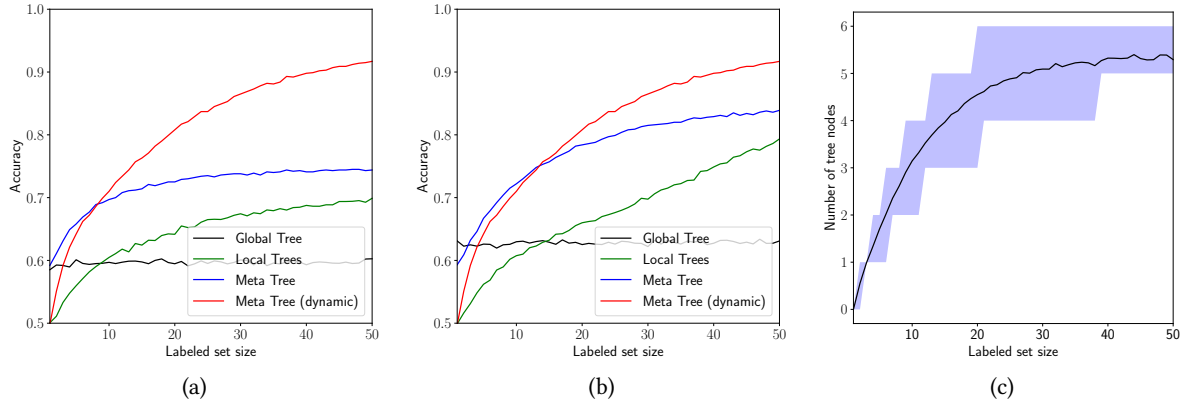 1.0
0.9
0.8
0.7
0.6
0.5
Accuracy
10 20 30 40 50
Labeled set size
Global Tree
Local Trees
Meta Tree
Meta Tree (dynamic)
(a)
1.0
0.9
0.8
0.7
0.6
0.5
Accuracy
10 20 30 40 50
Labeled set size
Global Tree
Local Trees
Meta Tree
Meta Tree (dynamic)
(b)
6
5
4
3
2
1
0
Number of tree nodes
10 20 30 40 50
Labeled set size
(c)